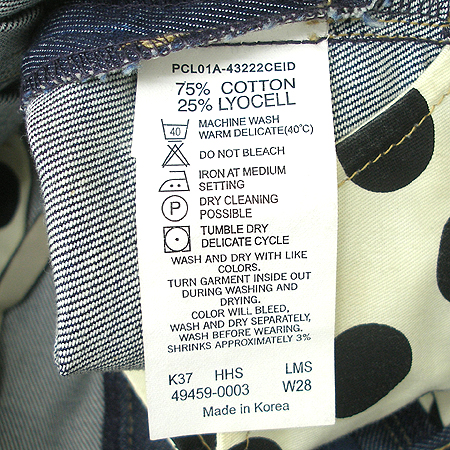 PCL01A-43222CEID
75% COTTON
25% LYOCELL
40
MACHINE WASH
WARM DELICATE(40°C)
DO NOT BLEACH
IRON AT MEDIUM
SETTING
P
DRY CLEANING
POSSIBLE
TUMBLE DRY
DELICATE CYCLE
WASH AND DRY WITH LIKE
COLORS.
TURN GARMENT INSIDE OUT
DURING WASHING AND
DRYING.
COLOR WILL BLEED,
WASH AND DRY SEPARATELY,
WASH BEFORE WEARING.
SHRINKS APPROXIMATELY 3%
K37 HHS LMS
49459-0003 W28
Made in Korea